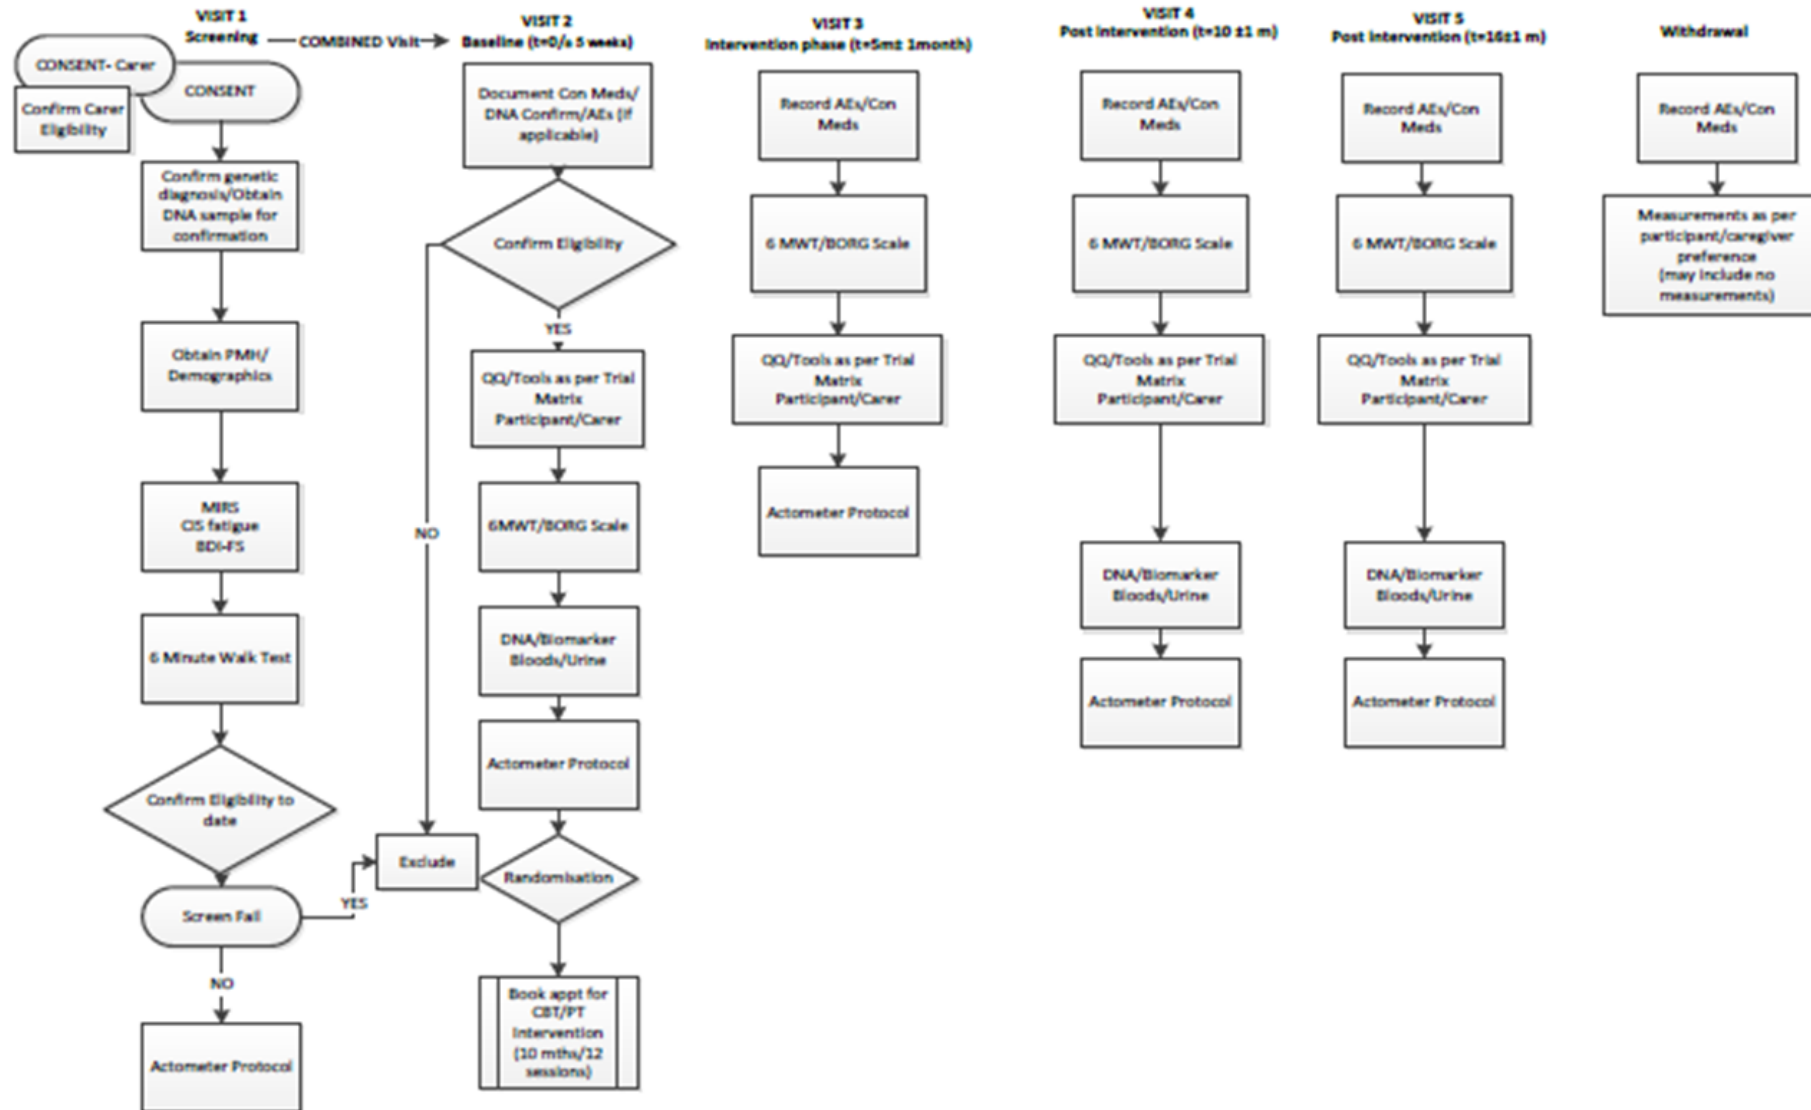 VISIT 1
Screening
COMBINED Visit
CONSENT- Carer
CONSENT
Confirm Carer
Eligibility
Confirm genetic
diagnosis/Obtain
DNA sample for
confirmation
Obtain PMH/
Demographics
MIRS
CIS fatigue
BDI-FS
6 Minute Walk Test
Confirm Eligibility to
date
Screen Fail
YES
NO
Actometer Protocol
Exclude
VISIT 2
Baseline (t=0/± 5 weeks)
Document Con Meds/
DNA Confirm/AEs (if
applicable)
Confirm Eligibility
NO
YES
QQ/Tools as per Trial
Matrix
Participant/Carer
6MWT/BORG Scale
DNA/Biomarker
Bloods/Urine
Actometer Protocol
Randomisation
Book appt for
CBT/PT
Intervention
(10 mths/12
sessions)
VISIT 3
Intervention phase (t=5m± 1month)
Record AEs/Con
Meds
6 MWT/BORG Scale
QQ/Tools as per Trial
Matrix
Participant/Carer
Actometer Protocol
VISIT 4
Post Intervention (t=10 ±1 m)
Record AEs/Con
Meds
6 MWT/BORG Scale
QQ/Tools as per Trial
Matrix
Participant/Carer
DNA/Biomarker
Bloods/Urine
Actometer Protocol
VISIT 5
Post Intervention (t=16±1 m)
Record AEs/Con
Meds
6 MWT/BORG Scale
QQ/Tools as per Trial
Matrix
Participant/Carer
DNA/Biomarker
Bloods/Urine
Actometer Protocol
Withdrawal
Record AEs/Con
Meds
Measurements as per
participant/caregiver
preference
(may include no
measurements)